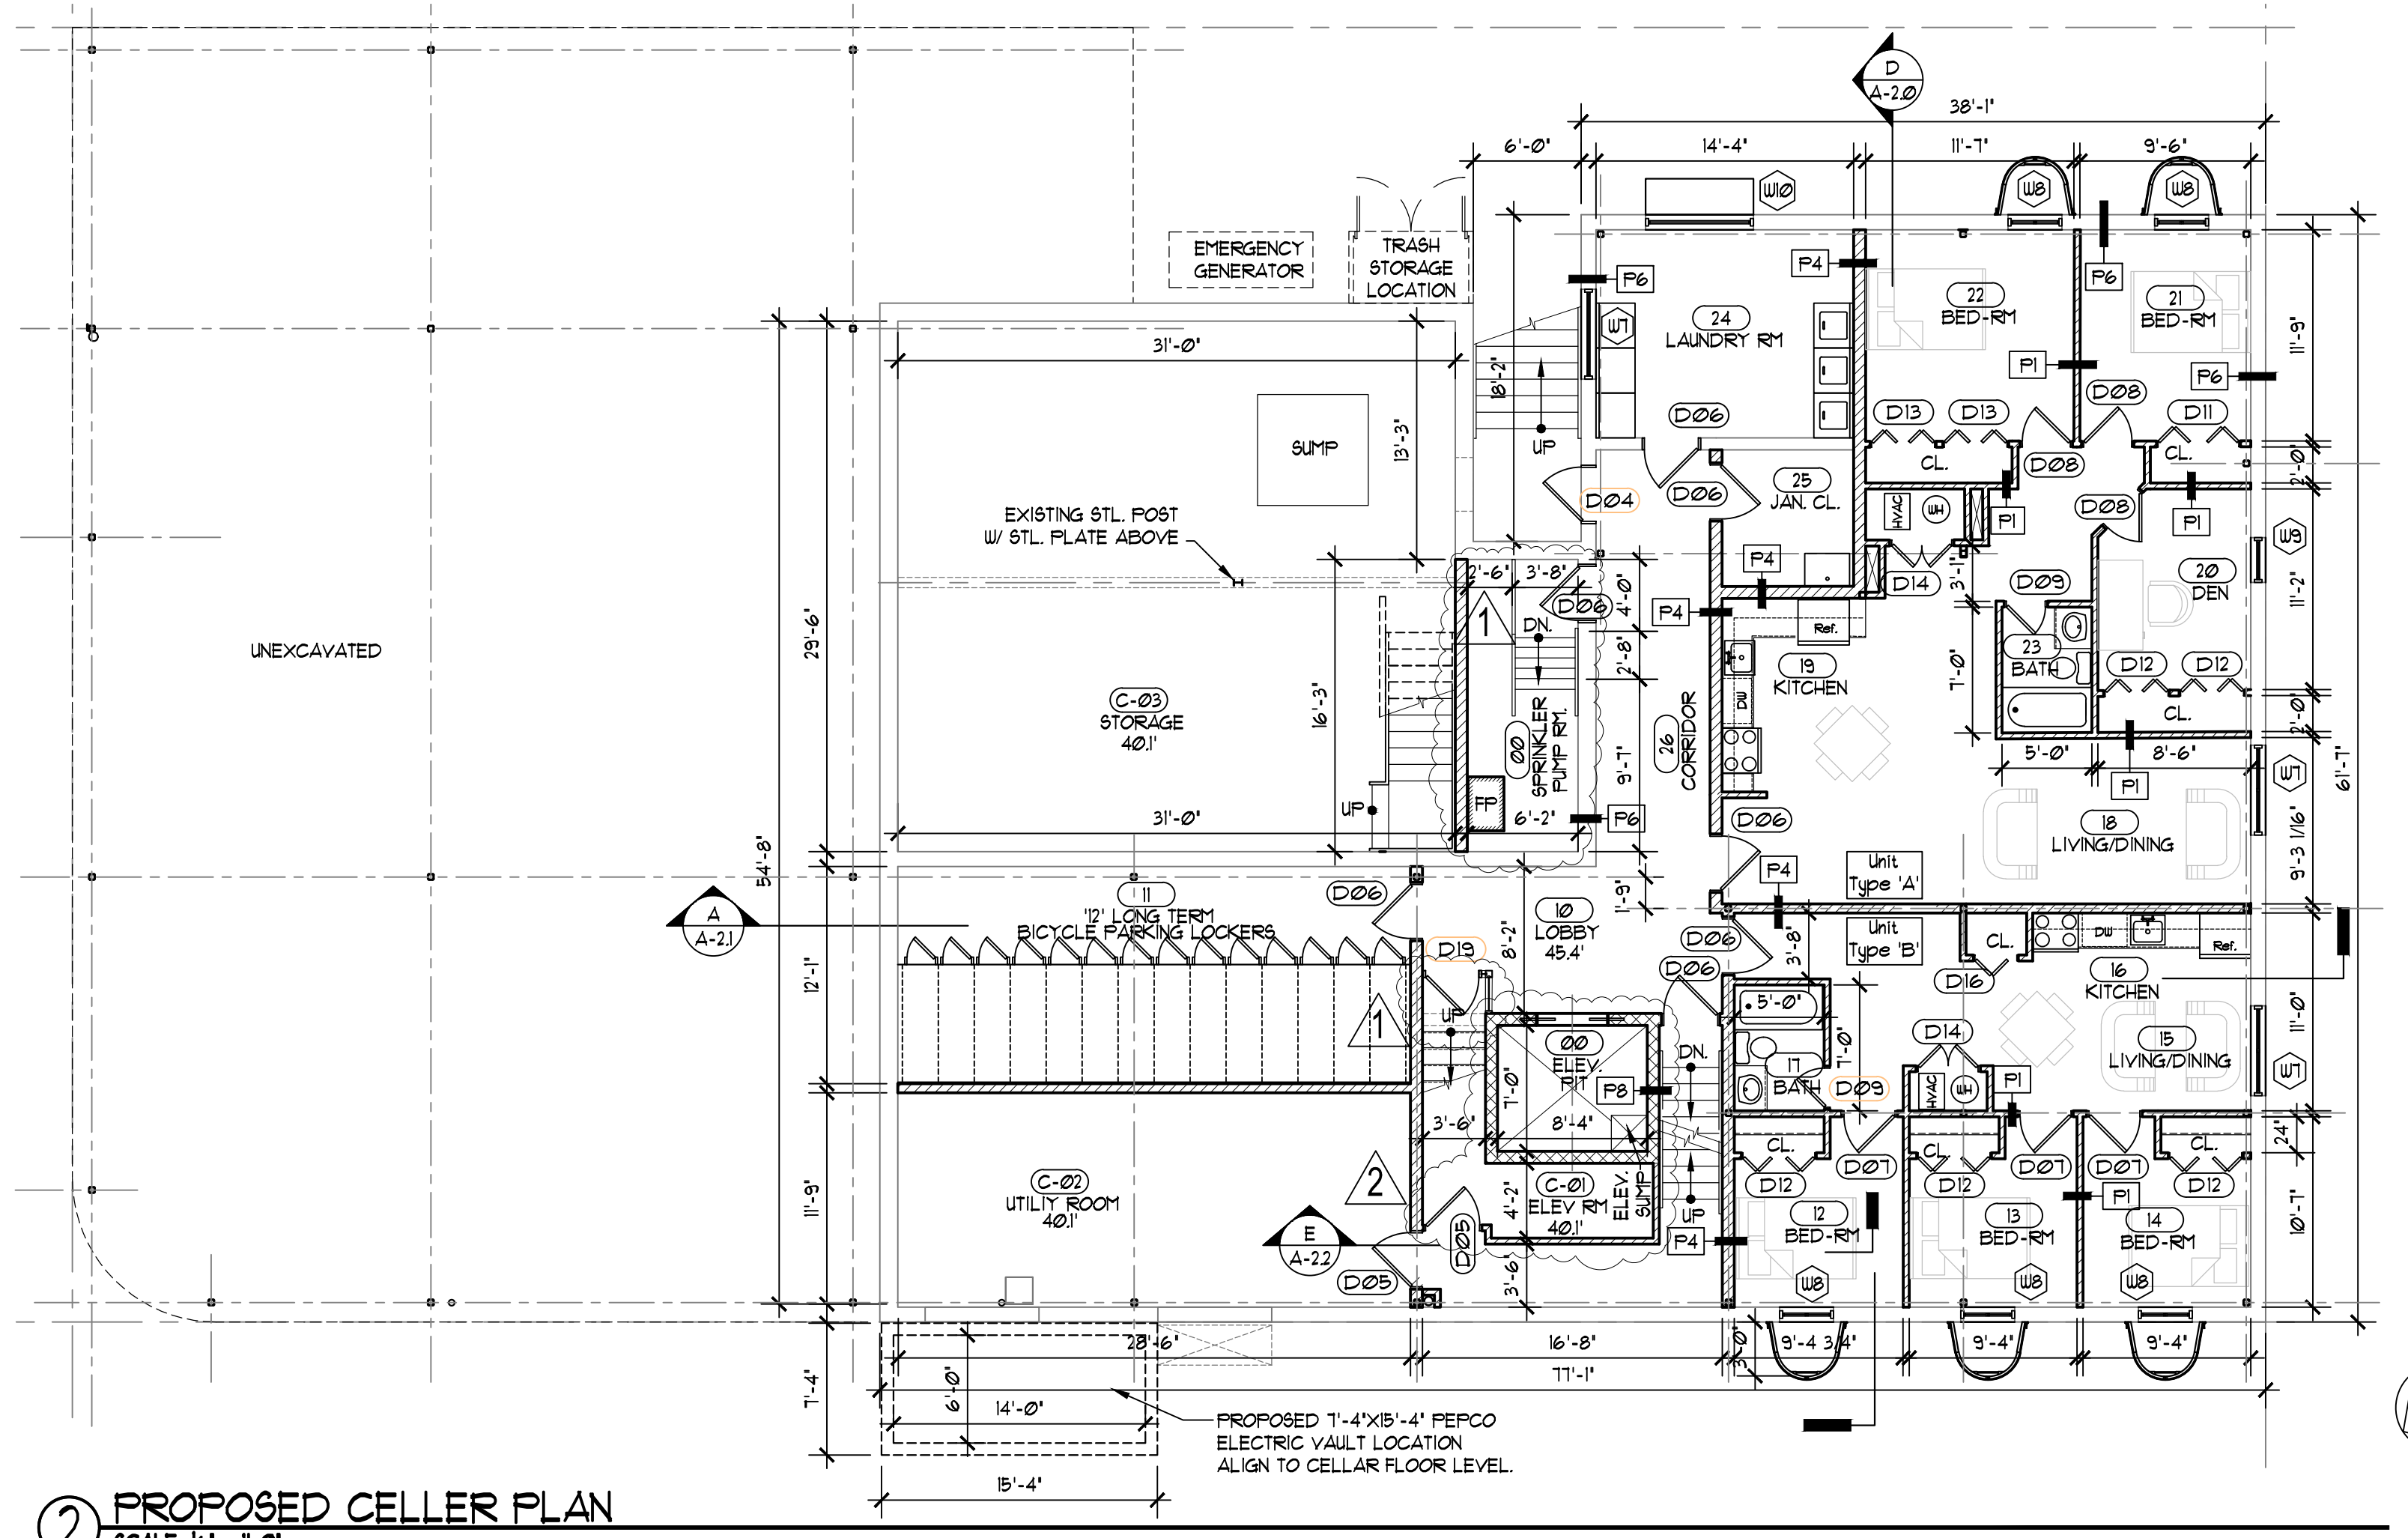 D
A-2.0
38'-1"
6'-0"
14'-4"
11'-7"
9'-6"
W10
W8
W8
EMERGENCY
GENERATOR
TRASH
STORAGE
LOCATION
P6
P4
P6
22
BED-RM
21
BED-RM
W7
24
LAUNDRY RM
11'-9"
31'-0"
18'-2"
P1
P6
D08
D06
D13
D13
D11
13'-3"
SUMP
UP
CL.
CL.
D08
2'-0"
D04
D06
25
JAN. CL.
HVAC
WH
P1
D08
P1
EXISTING STL. POST
W/ STL. PLATE ABOVE
W9
P4
D14
3'-1"
D09
20
DEN
11'-2"
2'-6"
3'-8"
D06
4'-0"
P4
1
DN.
Ref.
29'-6"
UNEXCAVATED
2'-8"
19
KITCHEN
7'-0"
23
BATH
D12
D12
DW
C-03
STORAGE
40.1'
16'-3"
00
SPRINKLER
PUMP RM.
26
CORRIDOR
CL.
2'-0"
5'-0"
8'-6"
9'-7"
P1
W7
61'-7"
FP
UP
31'-0"
6'-2"
P6
D06
18
LIVING/DINING
9'-3 1/16"
54'-8"
P4
Unit
Type 'A'
A
A-2.1
11
'12' LONG TERM
BICYCLE PARKING LOCKERS
D06
1'-9"
10
LOBBY
45.4'
D06
Unit
Type 'B'
CL.
DW
Ref.
D19
8'-2"
3'-8"
D06
D16
16
KITCHEN
12'-1"
1
UP
5'-0"
11'-0"
00
ELEV.
PIT
DN.
D14
7'-0"
15
LIVING/DINING
17
BATH
D09
HVAC
WH
P1
W7
7'-0"
P8
3'-6"
8'-4"
24"
CL.
CL.
CL.
2
D07
D07
D07
C-02
UTILIY ROOM
40.1'
11'-9"
C-01
ELEV RM
40.1'
ELEV.
SUMP
4'-2"
UP
D12
D12
P1
D12
12
BED-RM
13
BED-RM
14
BED-RM
10'-7"
E
A-2.2
D05
D05
P4
3'-6"
W8
W8
W8
28'-6"
16'-8"
3'-0"
9'-4 3/4"
9'-4"
9'-4"
77'-1"
7'-4"
6'-0"
14'-0"
PROPOSED 7'-4"X15'-4" PEPCO
ELECTRIC VAULT LOCATION
ALIGN TO CELLAR FLOOR LEVEL.
15'-4"
2
PROPOSED CELLER PLAN